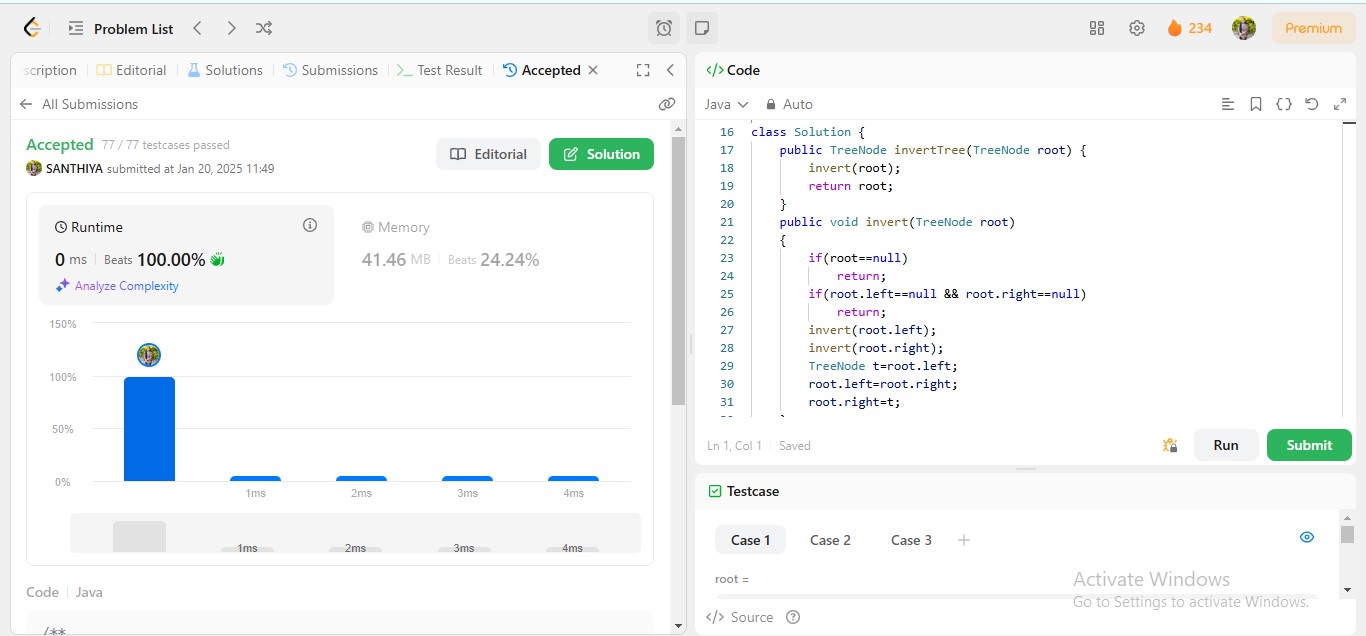 Problem List
234
Premium
scription
Editorial
Solutions
Submissions
Test Result
Accepted
All Submissions
Accepted 77 / 77 testcases passed
SANTHIYA submitted at Jan 20, 2025 11:49
Editorial
Solution
Runtime
0 ms Beats 100.00%
Analyze Complexity
Memory
41.46 MB Beats 24.24%
150%
100%
50%
0%
1ms 2ms 3ms 4ms
1ms 2ms 3ms 4ms
Code Java
/**
</> Code
Java Auto
16 class Solution {
17 public TreeNode invertTree(TreeNode root) {
18 invert(root);
19 return root;
20 }
21 public void invert(TreeNode root)
22 {
23 if(root==null)
24 return;
25 if(root.left==null && root.right==null)
26 return;
27 invert(root.left);
28 invert(root.right);
29 TreeNode t=root.left;
30 root.left=root.right;
31 root.right=t;
Ln 1, Col 1 Saved
Run
Submit
Testcase
Case 1 Case 2 Case 3 +
root =
Activate Windows
Go to Settings to activate Windows.
</> Source